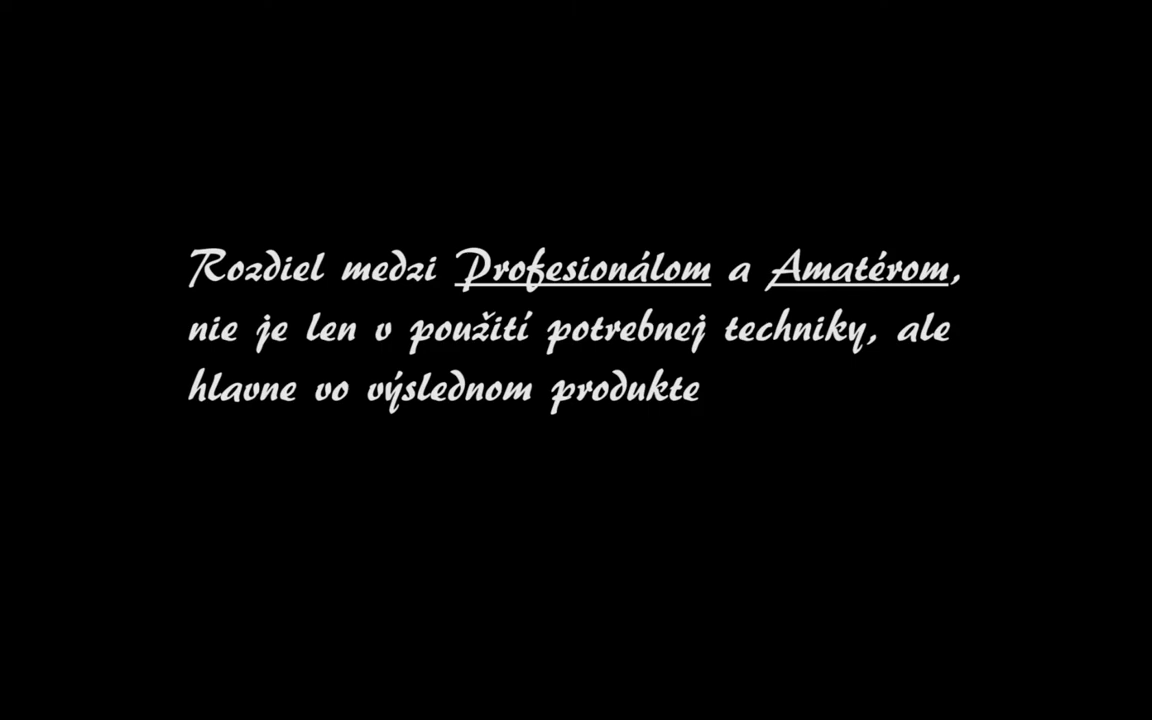 Rozdiel medzi Profesionálom a Amatérom,
nie je len v použití potrebnej techniky, ale
hlavne vo výslednom produkte